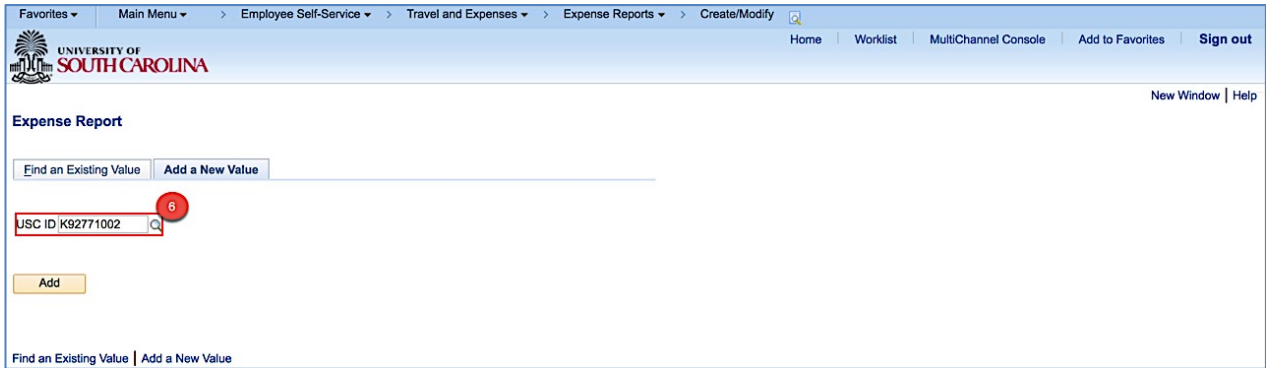 Favorites Main Menu > Employee Self-Service > Travel and Expenses > Expense Reports > Create/Modify
Home Worklist MultiChannel Console Add to Favorites Sign out
UNIVERSITY OF
SOUTH CAROLINA
New Window | Help
Expense Report
Find an Existing Value Add a New Value
6
USC ID K92771002
Add
Find an Existing Value | Add a New Value